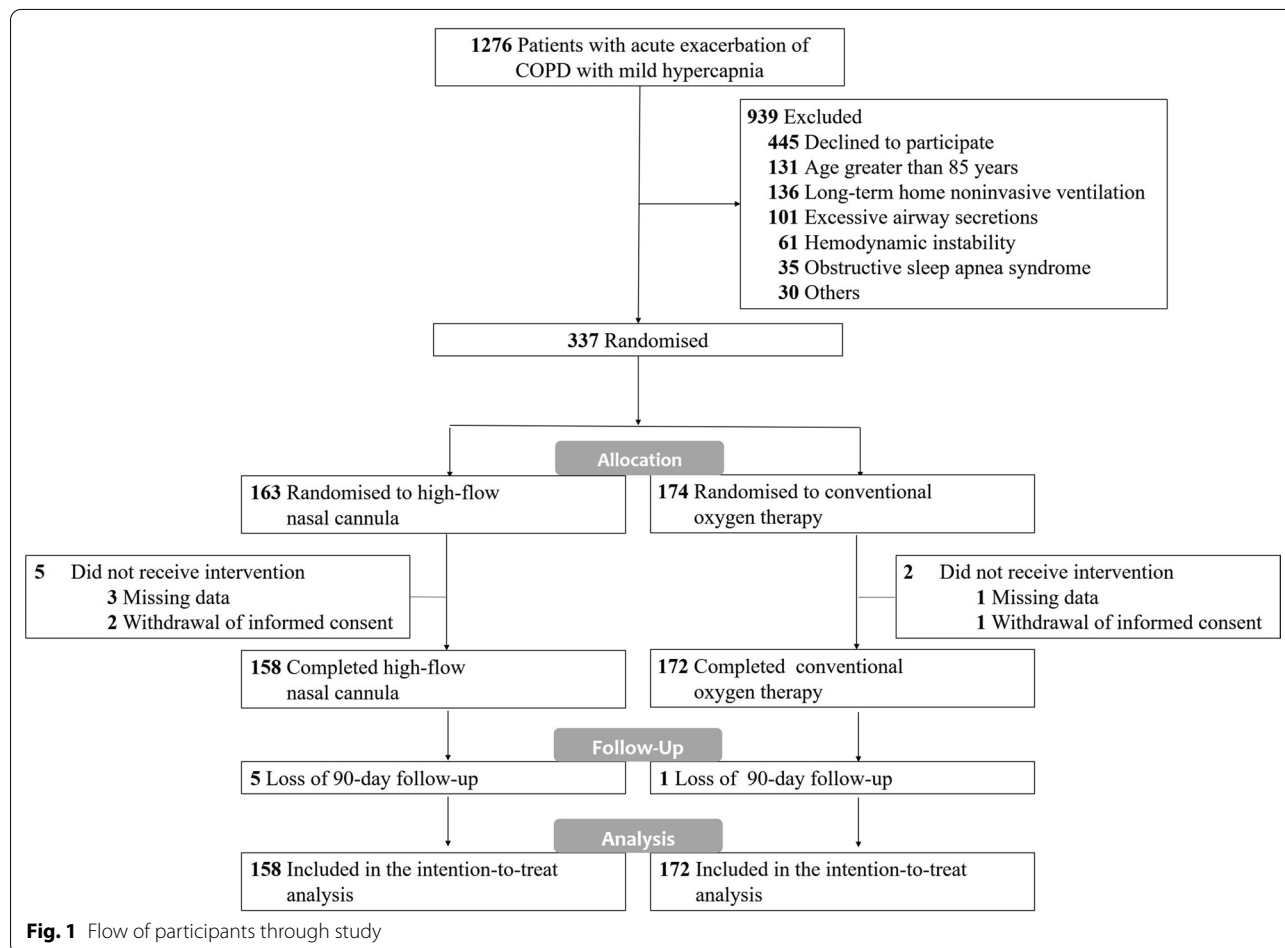 1276 Patients with acute exacerbation of
COPD with mild hypercapnia
939 Excluded
445 Declined to participate
131 Age greater than 85 years
136 Long-term home noninvasive ventilation
101 Excessive airway secretions
61 Hemodynamic instability
35 Obstructive sleep apnea syndrome
30 Others
337 Randomised
Allocation
163 Randomised to high-flow
nasal cannula
174 Randomised to conventional
oxygen therapy
5 Did not receive intervention
3 Missing data
2 Withdrawal of informed consent
2 Did not receive intervention
1 Missing data
1 Withdrawal of informed consent
158 Completed high-flow
nasal cannula
172 Completed conventional
oxygen therapy
Follow-Up
5 Loss of 90-day follow-up
1 Loss of 90-day follow-up
Analysis
158 Included in the intention-to-treat
analysis
172 Included in the intention-to-treat
analysis
Fig. 1 Flow of participants through study